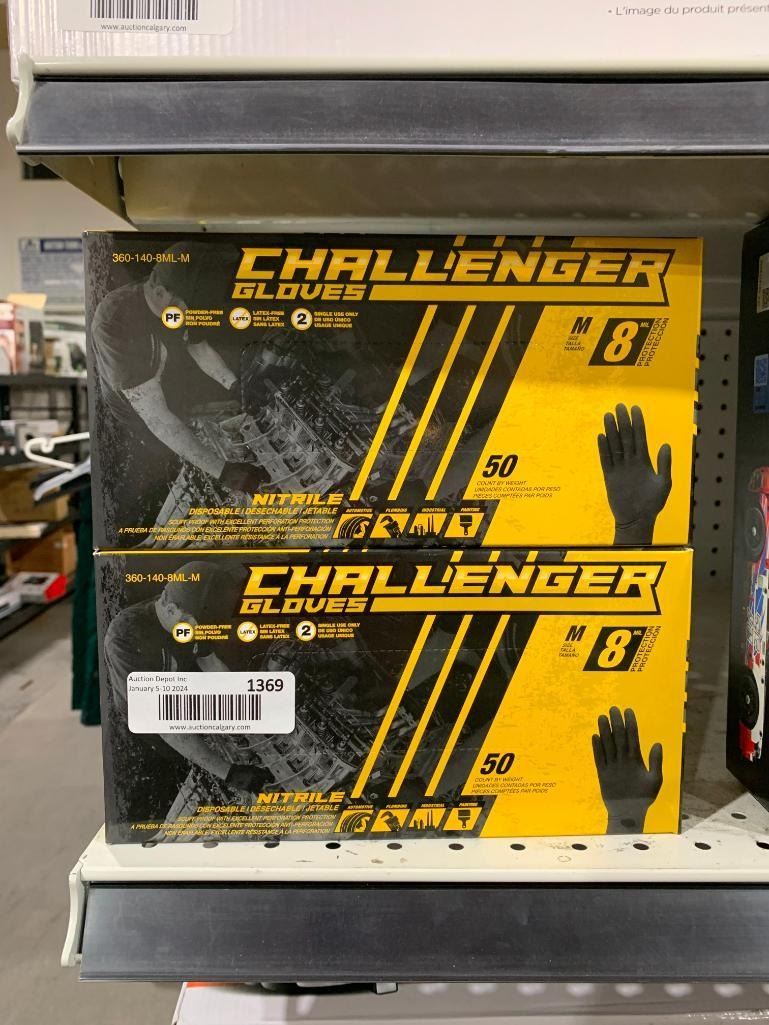 www.auctioncalgary.com
• L'image du produit présent
360-140-8ML-M
CHALLENGER
GLOVES
PF
POWDER-FREE
SIN POLVO
NON POUDRÉ
LATEX
LATEX-FREE
SIN LÁTEX
SANS LATEX
2
SINGLE USE ONLY
DE USO ÚNICO
USAGE UNIQUE
M
SIZE
TALLA
TAMAÑO
8 MIL
PROTECTION
PROTECCIÓN
50
COUNT BY WEIGHT
UNIDADES CONTADAS POR PESO
PIÈCES COMPTÉES PAR POIDS
NITRILE
DISPOSABLE | DESECHABLE | JETABLE
SCUFF-PROOF WITH EXCELLENT PERFORATION PROTECTION
A PRUEBA DE RASGUÑOS CON EXCELENTE PROTECCIÓN ANTI-PERFORACIÓN
NON ÉRAFLABLE, EXCELLENTE RÉSISTANCE À LA PERFORATION
AUTOMOTIVE PLUMBING INDUSTRIAL PAINTING
360-140-8ML-M
CHALLENGER
GLOVES
PF
POWDER-FREE
SIN POLVO
NON POUDRÉ
LATEX
LATEX-FREE
SIN LÁTEX
SANS LATEX
2
SINGLE USE ONLY
DE USO ÚNICO
USAGE UNIQUE
M
SIZE
TALLA
TAMAÑO
8 MIL
PROTECTION
PROTECCIÓN
Auction Depot Inc
January 5-10 2024
1369
www.auctioncalgary.com
50
COUNT BY WEIGHT
UNIDADES CONTADAS POR PESO
PIÈCES COMPTÉES PAR POIDS
NITRILE
DISPOSABLE | DESECHABLE | JETABLE
SCUFF-PROOF WITH EXCELLENT PERFORATION PROTECTION
A PRUEBA DE RASGUÑOS CON EXCELENTE PROTECCIÓN ANTI-PERFORACIÓN
NON ÉRAFLABLE, EXCELLENTE RÉSISTANCE À LA PERFORATION
AUTOMOTIVE PLUMBING INDUSTRIAL PAINTING